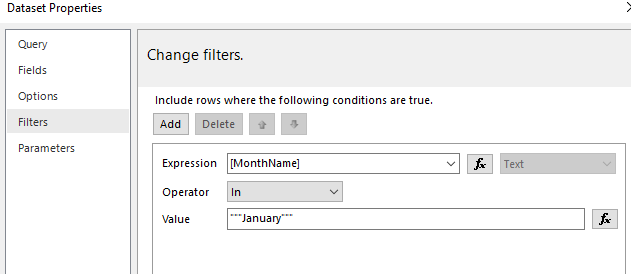 Dataset Properties
Query
Fields
Options
Filters
Parameters
Change filters.
Include rows where the following conditions are true.
Add Delete
Expression [MonthName] fx Text
Operator In
Value """January""" fx